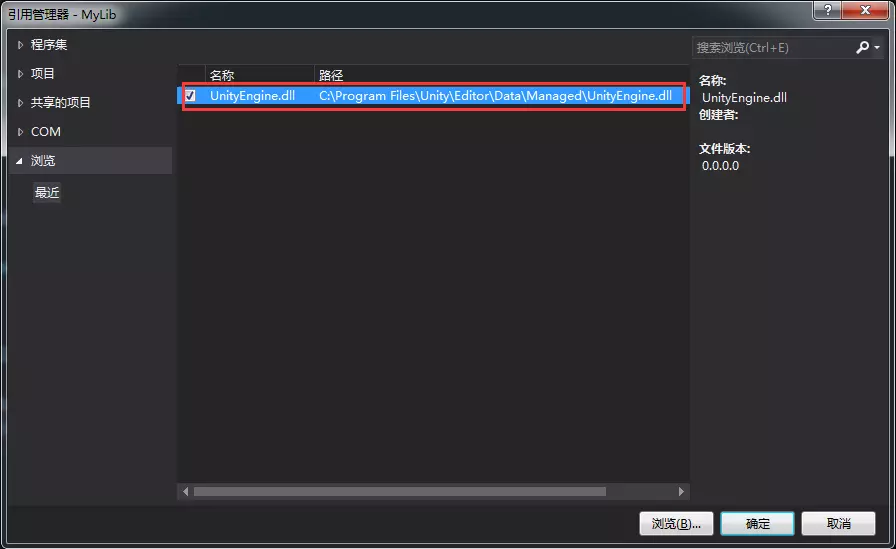 引用管理器 - MyLib
程序集
项目
共享的项目
COM
浏览
最近
名称 路径
UnityEngine.dll C:\Program Files\Unity\Editor\Data\Managed\UnityEngine.dll
搜索浏览(Ctrl+E)
名称:
UnityEngine.dll
创建者:
文件版本:
0.0.0.0
浏览(B)... 确定 取消